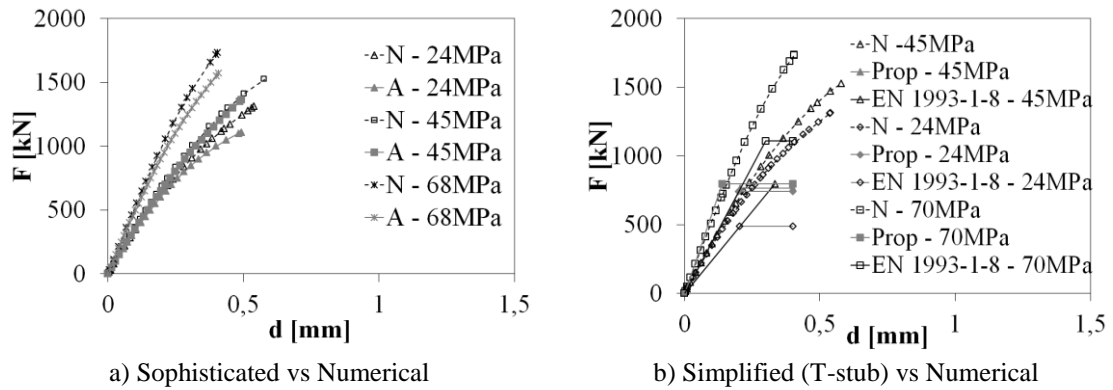 2000
1500
1000
500
0
F [kN]
0
0,5
1
1,5
d [mm]
N - 24MPa
A - 24MPa
N - 45MPa
A - 45MPa
N - 68MPa
A - 68MPa
a) Sophisticated vs Numerical
2000
1500
1000
500
0
F [kN]
0
0,5
1
1,5
d [mm]
N -45MPa
Prop - 45MPa
EN 1993-1-8 - 45MPa
N - 24MPa
Prop - 24MPa
EN 1993-1-8 - 24MPa
N - 70MPa
Prop - 70MPa
EN 1993-1-8 - 70MPa
b) Simplified (T-stub) vs Numerical